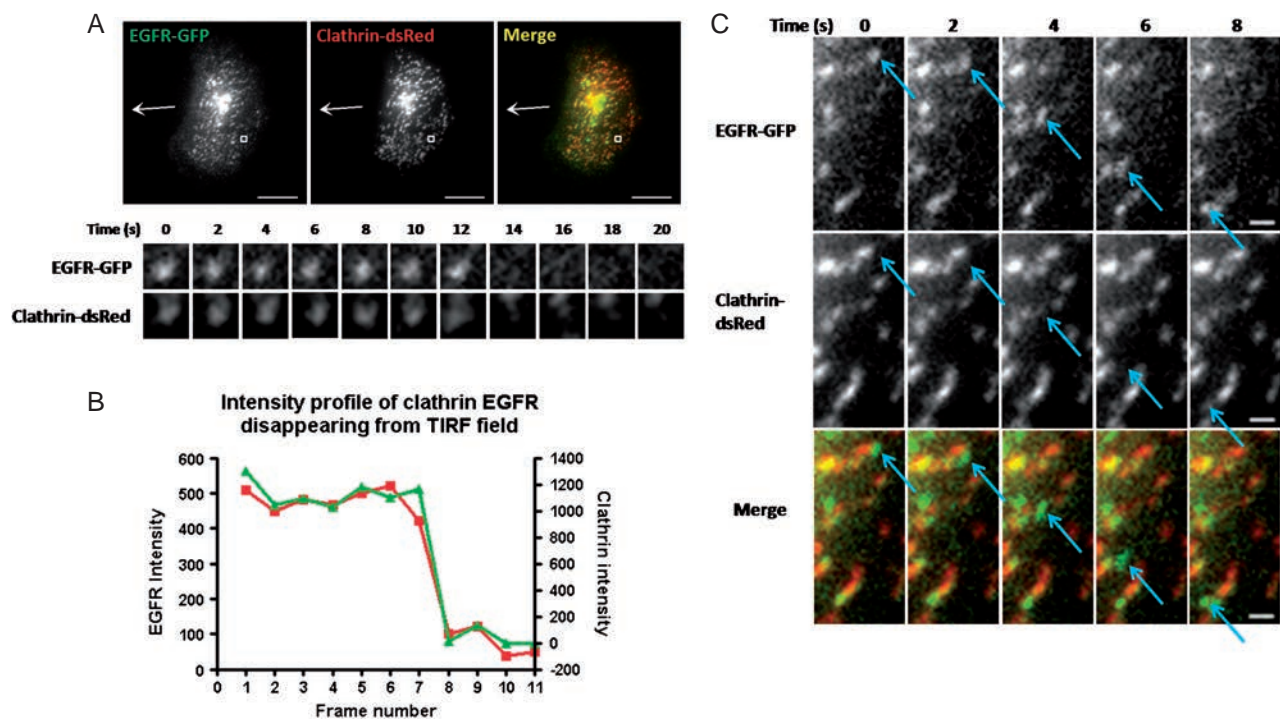 A
EGFR-GFP
Clathrin-dsRed
Merge
Time (s) 0 2 4 6 8 10 12 14 16 18 20
EGFR-GFP
Clathrin-dsRed
B
Intensity profile of clathrin EGFR
disappearing from TIRF field
EGFR Intensity
600
500
400
300
200
100
0
Clathrin intensity
1400
1200
1000
800
600
400
200
0
-200
0 1 2 3 4 5 6 7 8 9 10 11
Frame number
C
Time (s) 0 2 4 6 8
EGFR-GFP
Clathrin-
dsRed
Merge